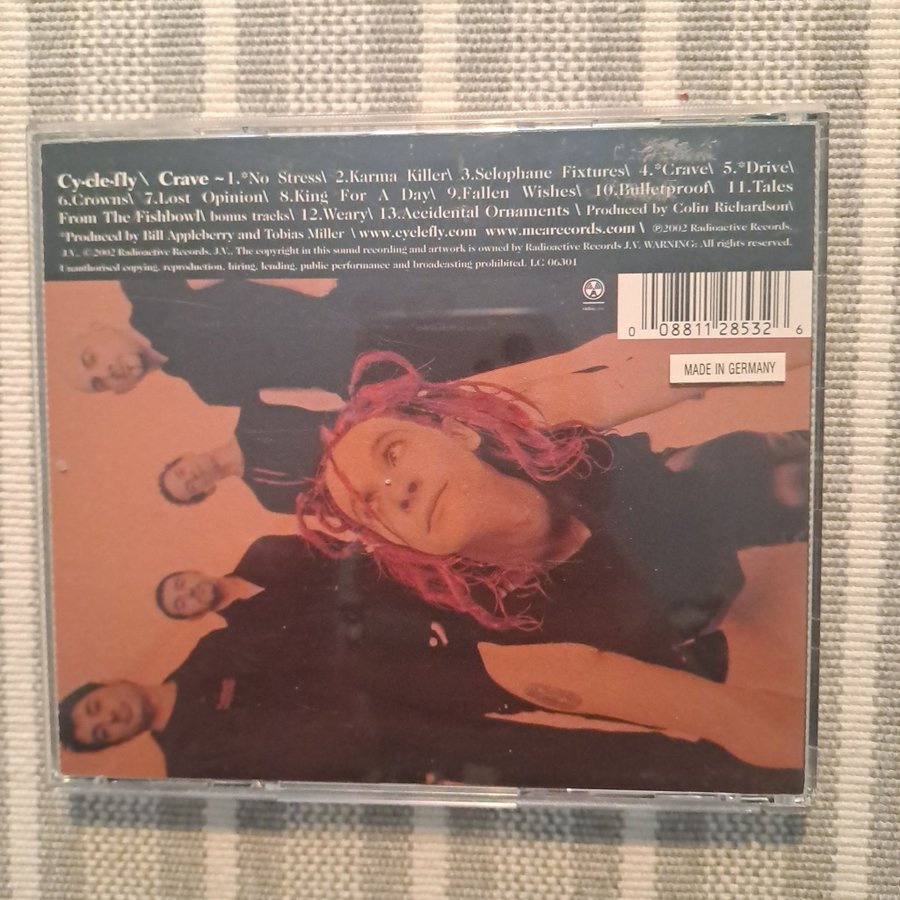 Cy-cle-fly\ Crave ~1.*No Stress\ 2.Karma Killer\ 3.Selophane Fixtures\ 4.*Crave\ 5.*Drive\
6.Crowns\ 7.Lost Opinion\ 8.King For A Day\ 9.Fallen Wishes\ 10.Bulletproof\ 11.Tales
From The Fishbowl\ bonus tracks\ 12.Weary\ 13.Accidental Ornaments \ Produced by Colin Richardson\
*Produced by Bill Appleberry and Tobias Miller \ www.cyclefly.com www.mcarecords.com \ ℗2002 Radioactive Records,
J.V., © 2002 Radioactive Records, J.V.. The copyright in this sound recording and artwork is owned by Radioactive Records J.V. WARNING: All rights reserved.
Unauthorised copying, reproduction, hiring, lending, public performance and broadcasting prohibited. LC 06301
0 08811 28532 6
MADE IN GERMANY